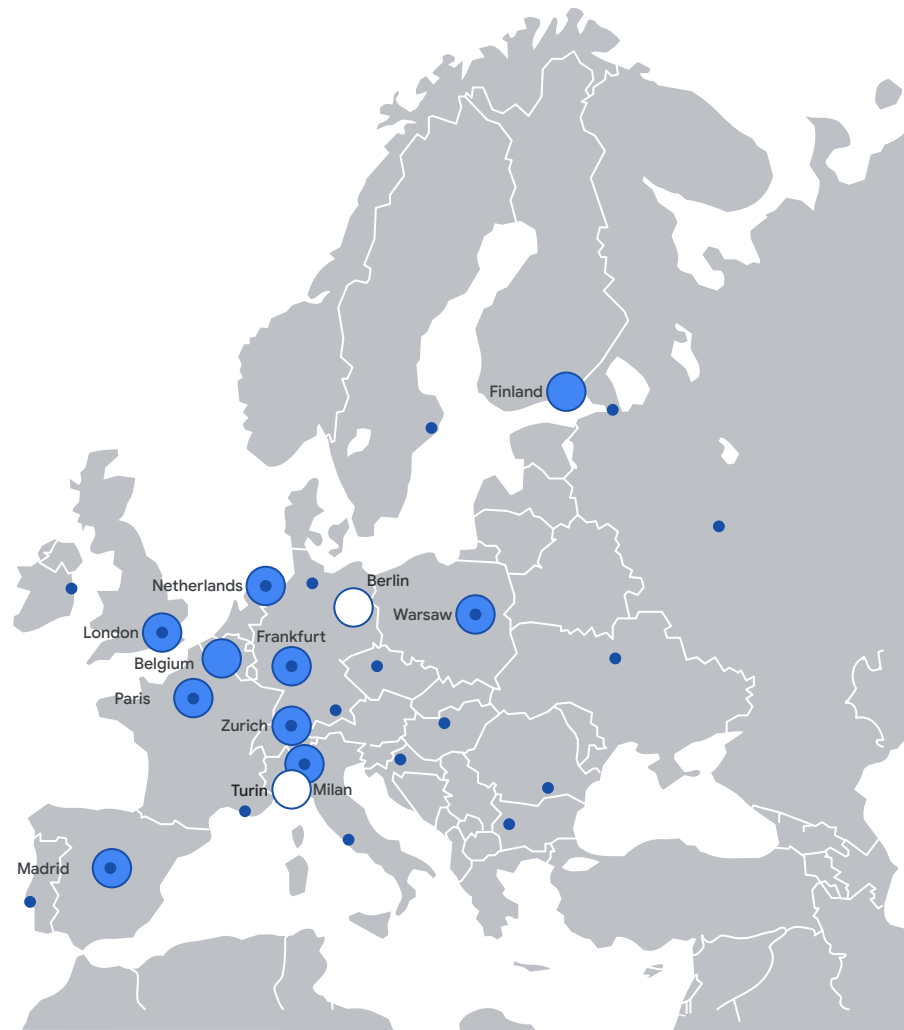 Finland
Berlin
Netherlands
Warsaw
London
Frankfurt
Belgium
Paris
Zurich
Turin
Milan
Madrid